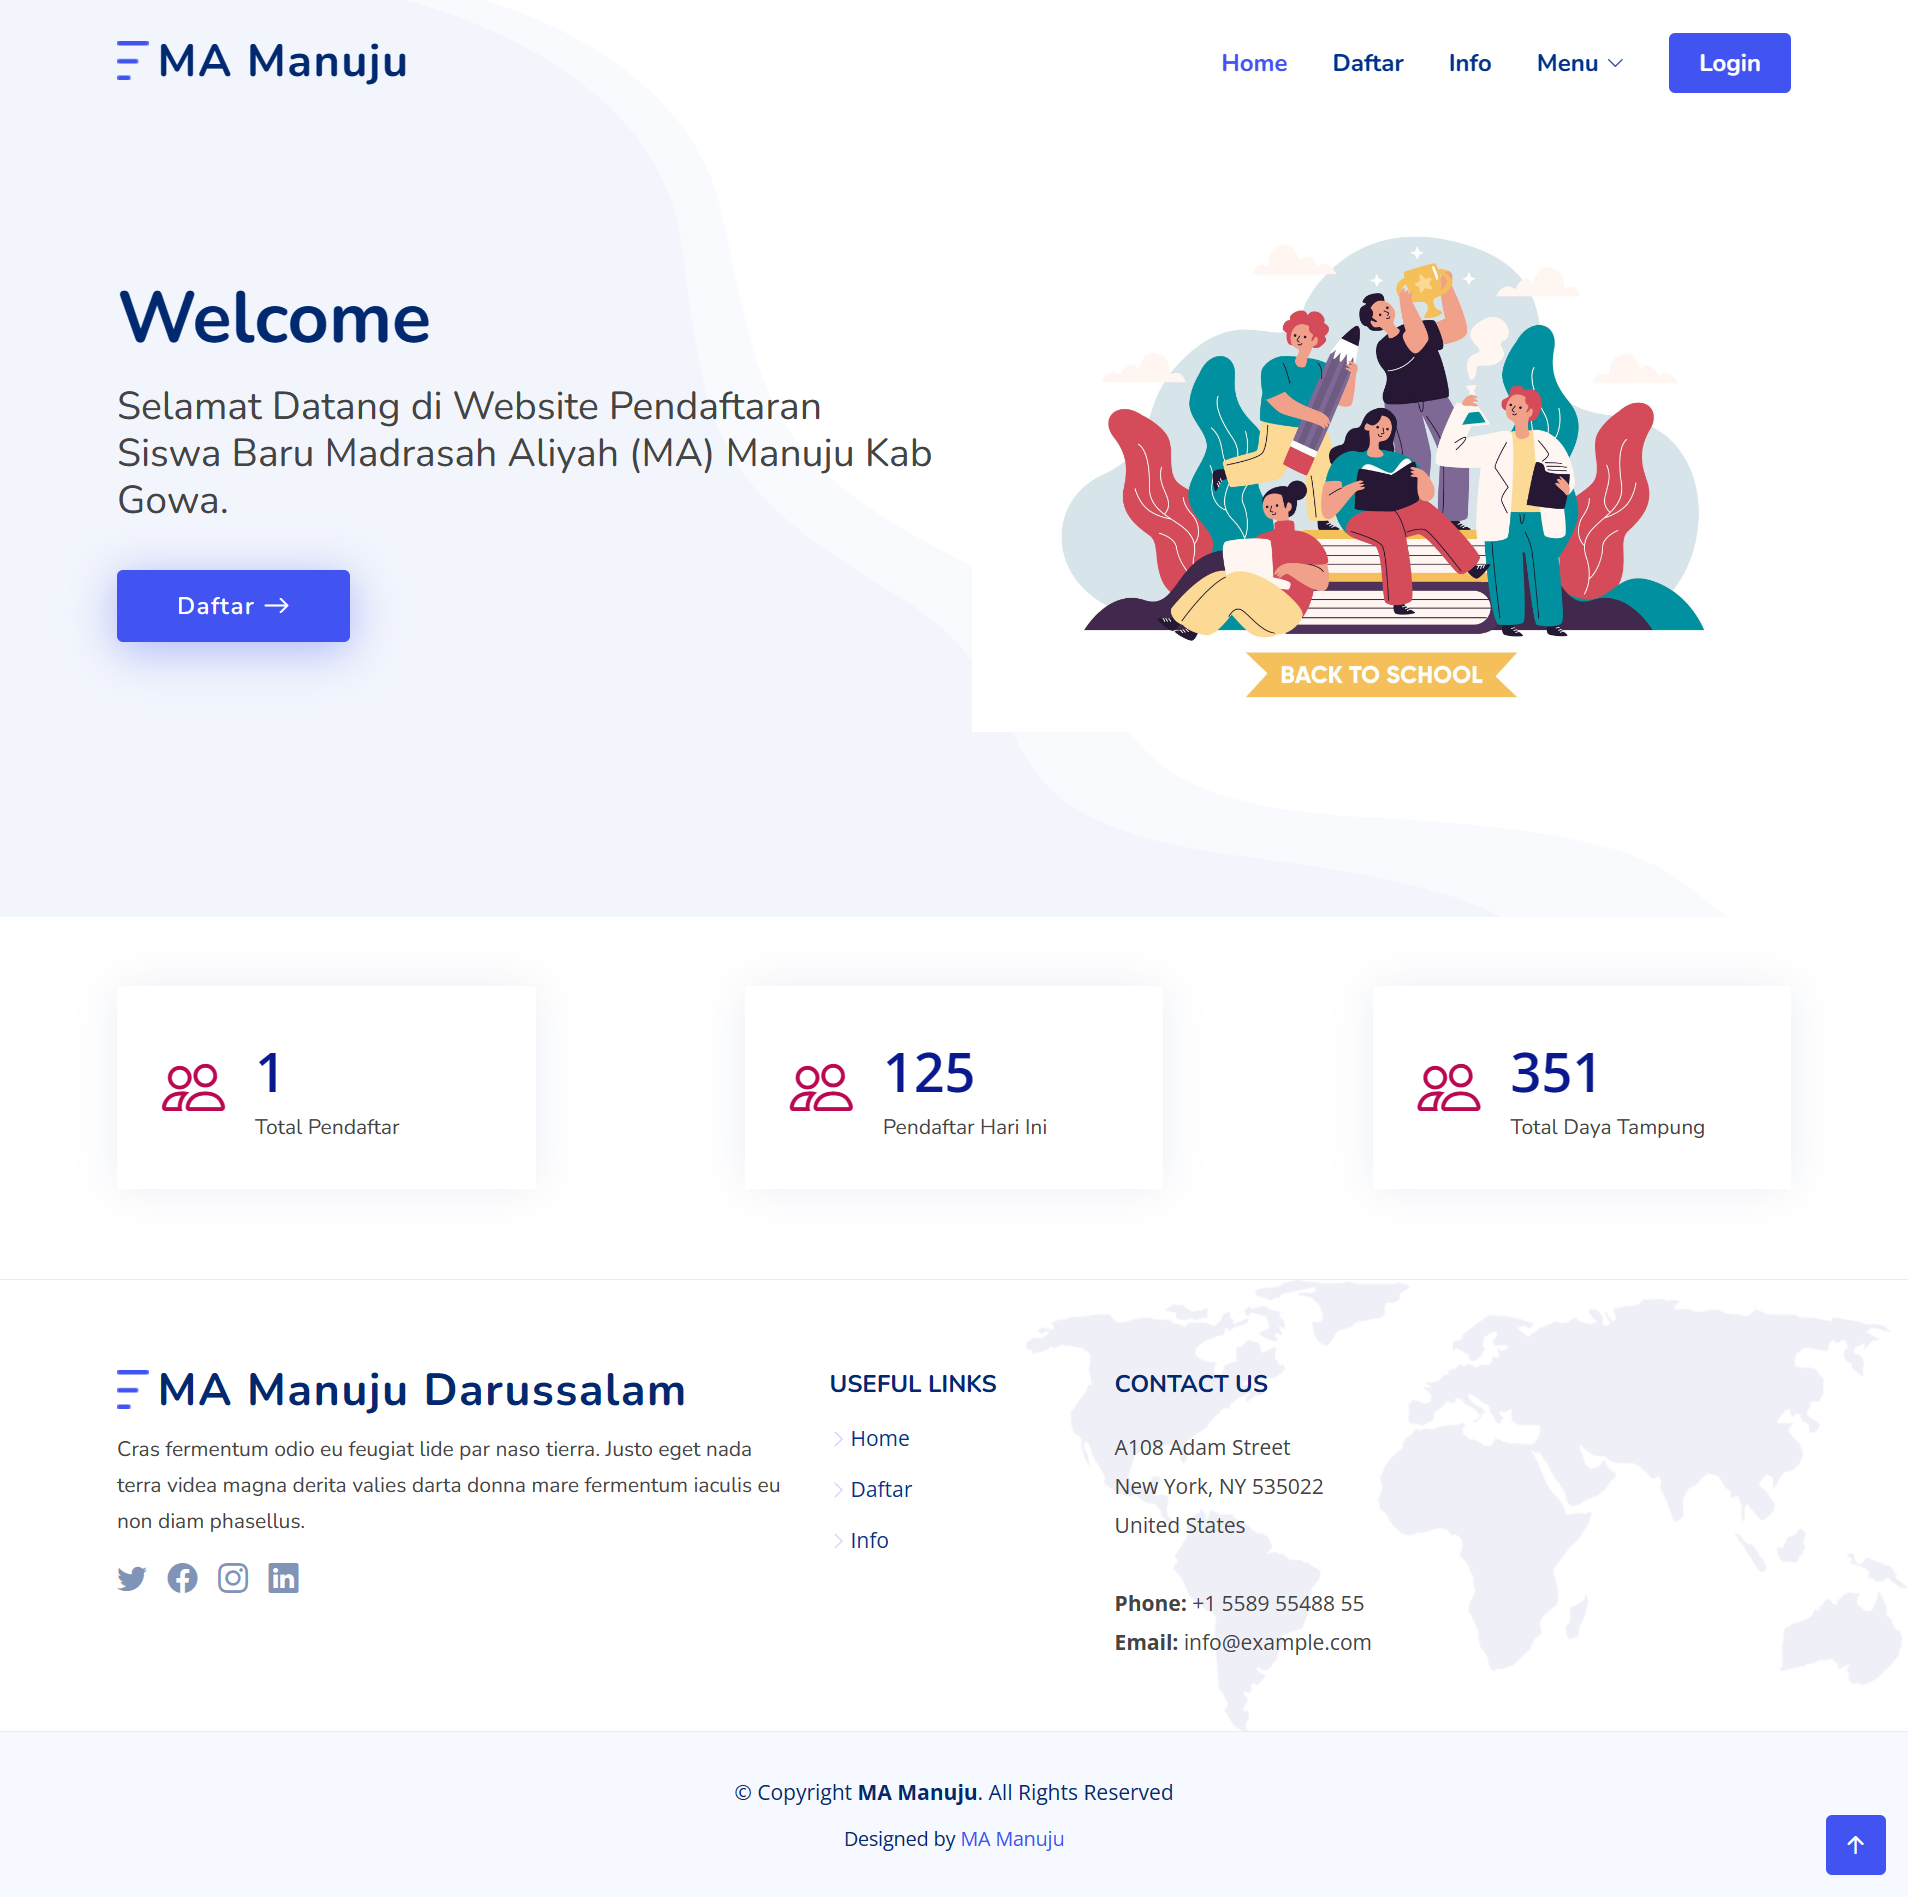 MA Manuju
Home
Daftar
Info
Menu
Login
Welcome
Selamat Datang di Website Pendaftaran
Siswa Baru Madrasah Aliyah (MA) Manuju Kab
Gowa.
Daftar
BACK TO SCHOOL
1
Total Pendaftar
125
Pendaftar Hari Ini
351
Total Daya Tampung
MA Manuju Darussalam
Cras fermentum odio eu feugiat lide par naso tierra. Justo eget nada
terra videa magna derita valies darta donna mare fermentum iaculis eu
non diam phasellus.
USEFUL LINKS
Home
Daftar
Info
CONTACT US
A108 Adam Street
New York, NY 535022
United States
Phone: +1 5589 55488 55
Email: info@example.com
© Copyright MA Manuju. All Rights Reserved
Designed by MA Manuju